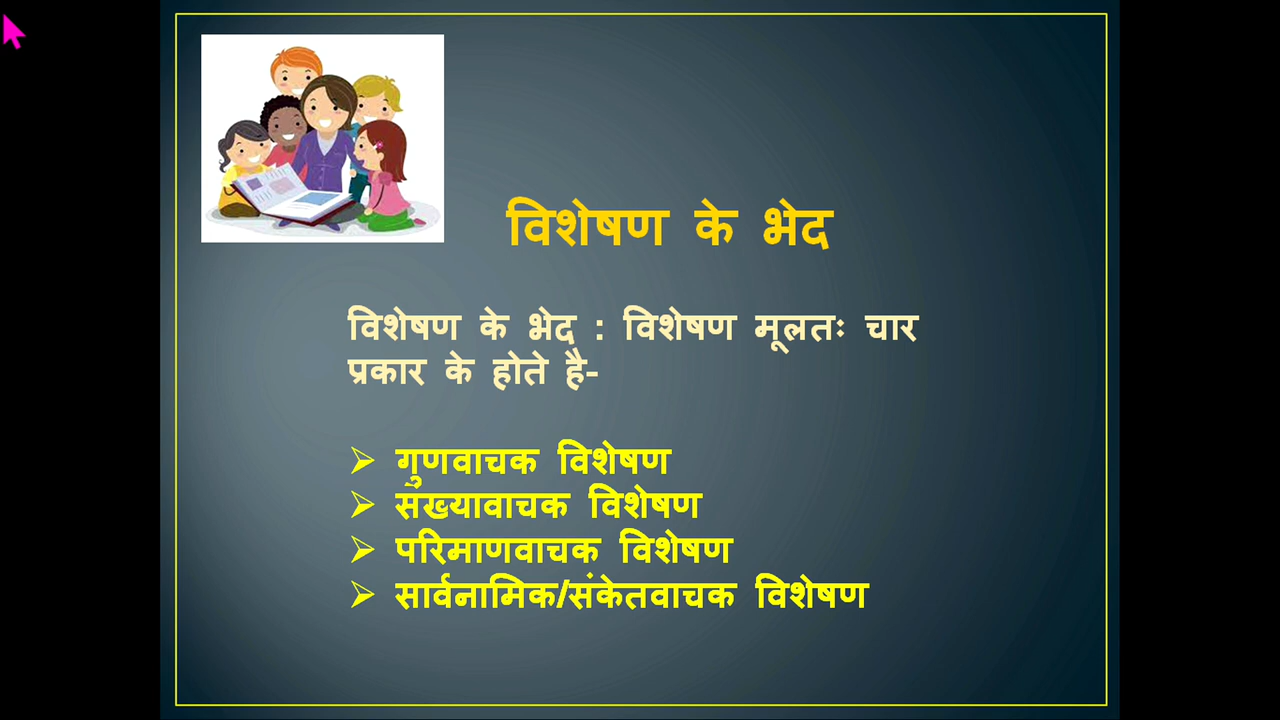 विशेषण के भेद
विशेषण के भेद : विशेषण मूलतः चार
प्रकार के होते है-
गुणवाचक विशेषण
संख्यावाचक विशेषण
परिमाणवाचक विशेषण
सार्वनामिक/संकेतवाचक विशेषण